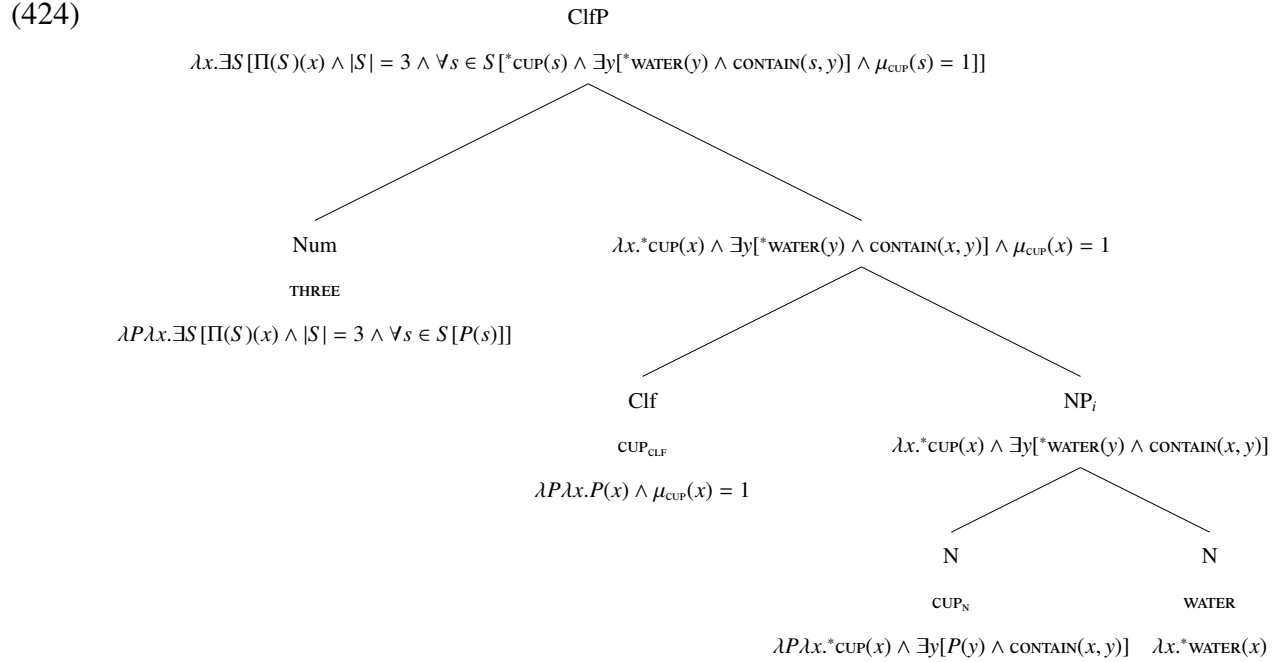 (424)
ClfP
λx.∃S[Π(S)(x) ∧ |S| = 3 ∧ ∀s ∈ S[*CUP(s) ∧ ∃y[*WATER(y) ∧ CONTAIN(s, y)] ∧ μCUP(s) = 1]]
Num
λx.*CUP(x) ∧ ∃y[*WATER(y) ∧ CONTAIN(x, y)] ∧ μCUP(x) = 1
THREE
λPλx.∃S[Π(S)(x) ∧ |S| = 3 ∧ ∀s ∈ S[P(s)]]
Clf
NPi
CUPCLF
λx.*CUP(x) ∧ ∃y[*WATER(y) ∧ CONTAIN(x, y)]
λPλx.P(x) ∧ μCUP(x) = 1
N N
CUPN WATER
λPλx.*CUP(x) ∧ ∃y[P(y) ∧ CONTAIN(x, y)] λx.*WATER(x)